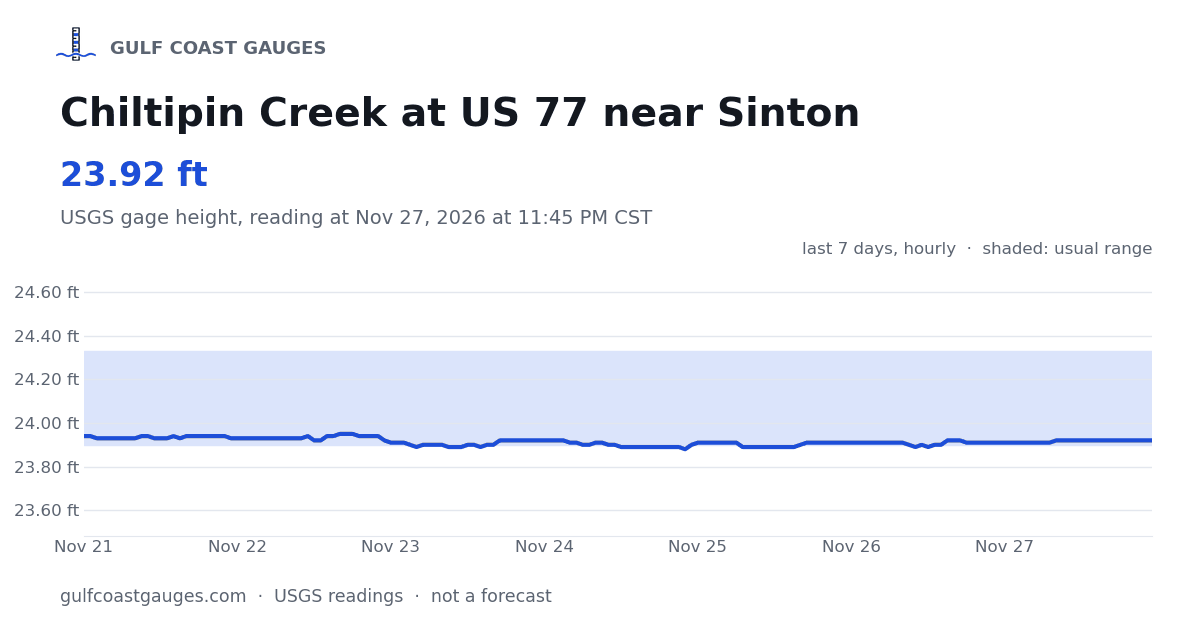 GULF COAST GAUGES
Chiltipin Creek at US 77 near Sinton
23.92 ft
USGS gage height, reading at Nov 27, 2026 at 11:45 PM CST
last 7 days, hourly · shaded: usual range
24.60 ft
24.40 ft
24.20 ft
24.00 ft
23.80 ft
23.60 ft
Nov 21 Nov 22 Nov 23 Nov 24 Nov 25 Nov 26 Nov 27
gulfcoastgauges.com · USGS readings · not a forecast